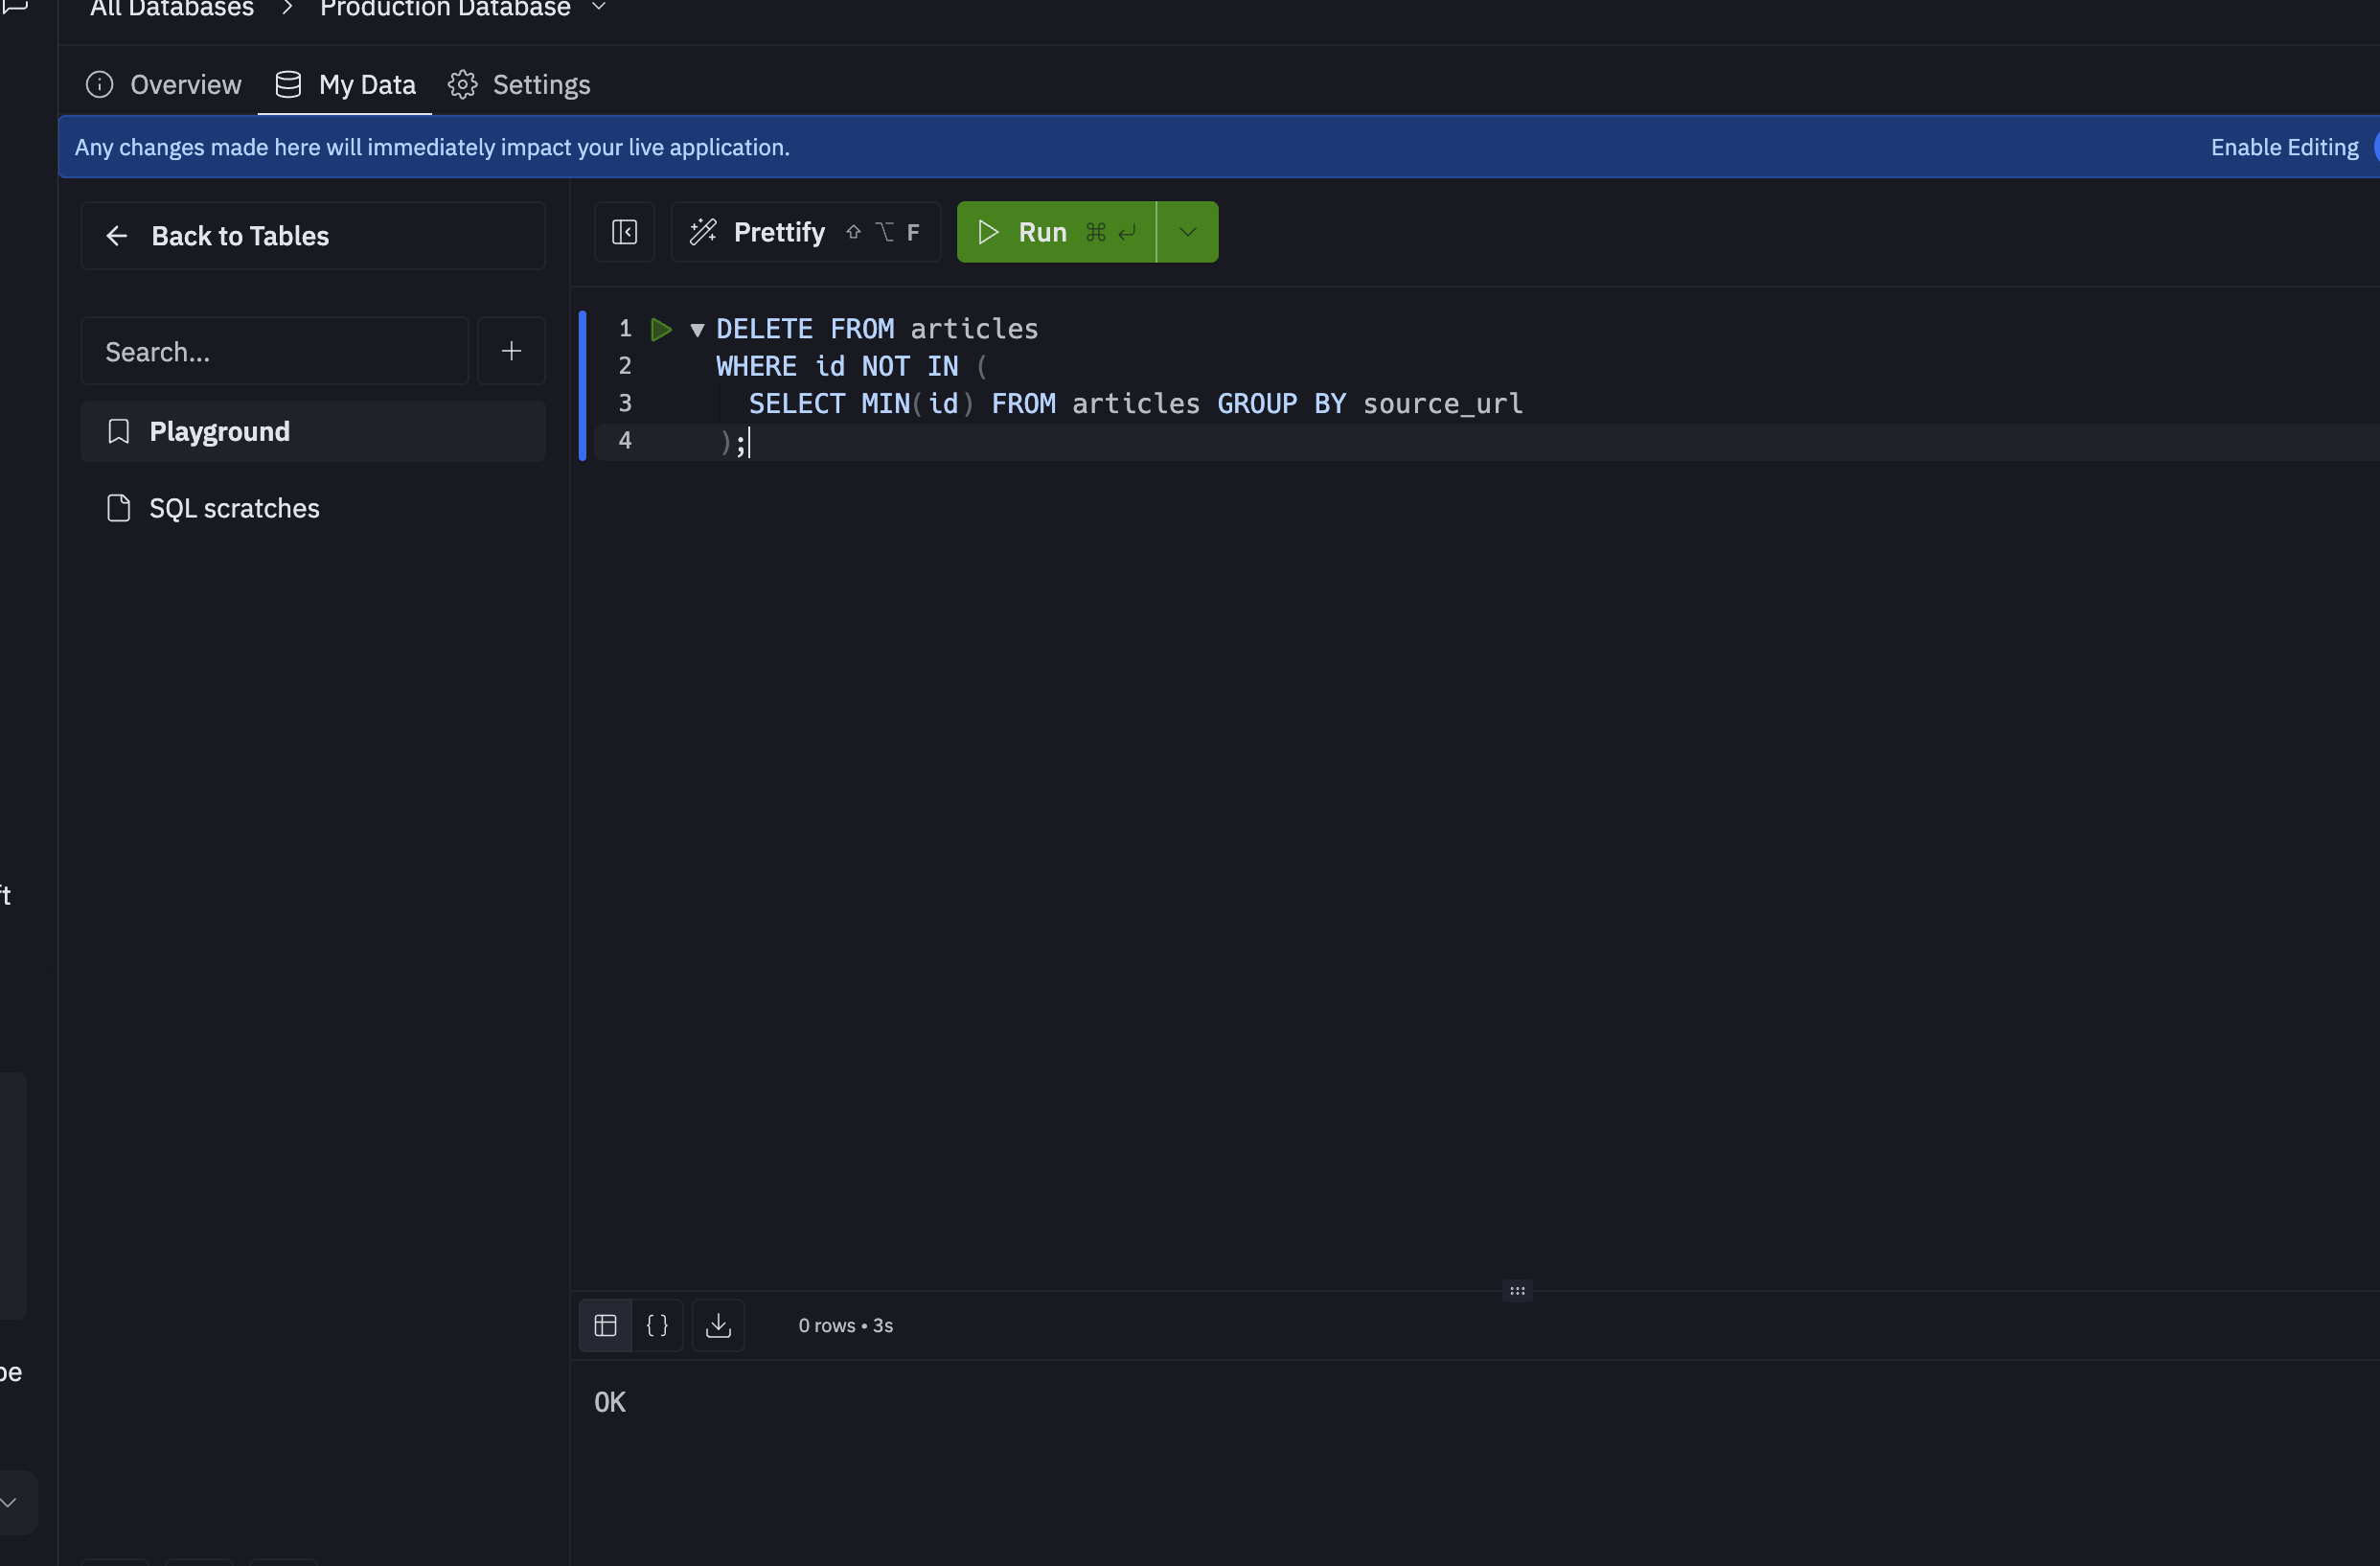 All Databases > Production Database
Overview My Data Settings
Any changes made here will immediately impact your live application. Enable Editing
Back to Tables
Prettify ⇧ ⌥ F Run ⌘ ↵
Search...
Playground
SQL scratches
1 DELETE FROM articles
2 WHERE id NOT IN (
3 SELECT MIN(id) FROM articles GROUP BY source_url
4 );
0 rows • 3s
OK